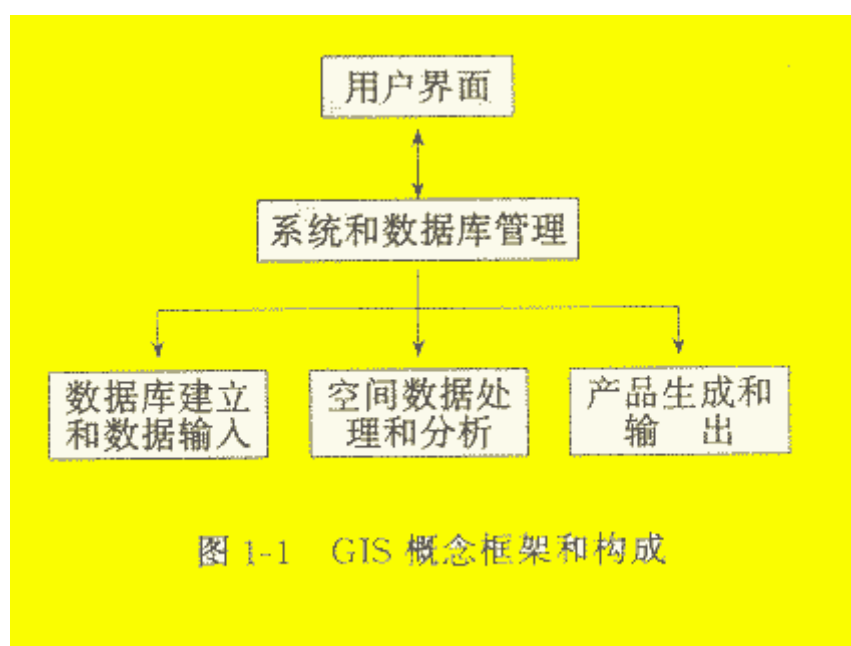 用户界面
系统和数据库管理
数据库建立
和数据输入
空间数据处
理和分析
产品生成和
输 出
图 1-1 GIS 概念框架和构成